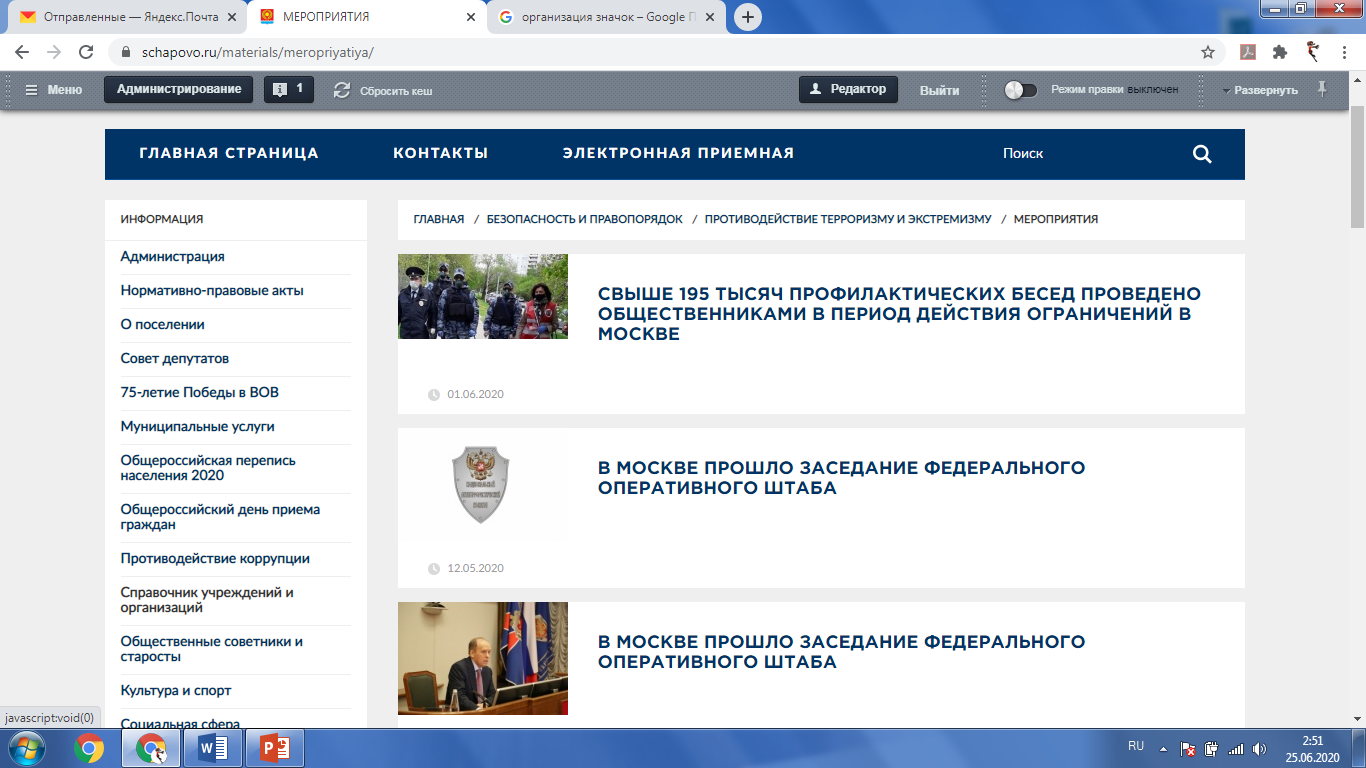 Отправленные — Яндекс.Почта
МЕРОПРИЯТИЯ
организация значок – Google П
schapovo.ru/materials/meropriyatiya/
Меню
Администрирование
1
Сбросить кеш
Редактор
Выйти
Режим правки выключен
Развернуть
ГЛАВНАЯ СТРАНИЦА
КОНТАКТЫ
ЭЛЕКТРОННАЯ ПРИЕМНАЯ
Поиск
ИНФОРМАЦИЯ
Администрация
Нормативно-правовые акты
О поселении
Совет депутатов
75-летие Победы в ВОВ
Муниципальные услуги
Общероссийская перепись
населения 2020
Общероссийский день приема
граждан
Противодействие коррупции
Справочник учреждений и
организаций
Общественные советники и
старосты
Культура и спорт
Социальная сфера
ГЛАВНАЯ / БЕЗОПАСНОСТЬ И ПРАВОПОРЯДОК / ПРОТИВОДЕЙСТВИЕ ТЕРРОРИЗМУ И ЭКСТРЕМИЗМУ / МЕРОПРИЯТИЯ
СВЫШЕ 195 ТЫСЯЧ ПРОФИЛАКТИЧЕСКИХ БЕСЕД ПРОВЕДЕНО
ОБЩЕСТВЕННИКАМИ В ПЕРИОД ДЕЙСТВИЯ ОГРАНИЧЕНИЙ В
МОСКВЕ
01.06.2020
В МОСКВЕ ПРОШЛО ЗАСЕДАНИЕ ФЕДЕРАЛЬНОГО
ОПЕРАТИВНОГО ШТАБА
12.05.2020
В МОСКВЕ ПРОШЛО ЗАСЕДАНИЕ ФЕДЕРАЛЬНОГО
ОПЕРАТИВНОГО ШТАБА
javascript:void(0)
RU
2:51
25.06.2020